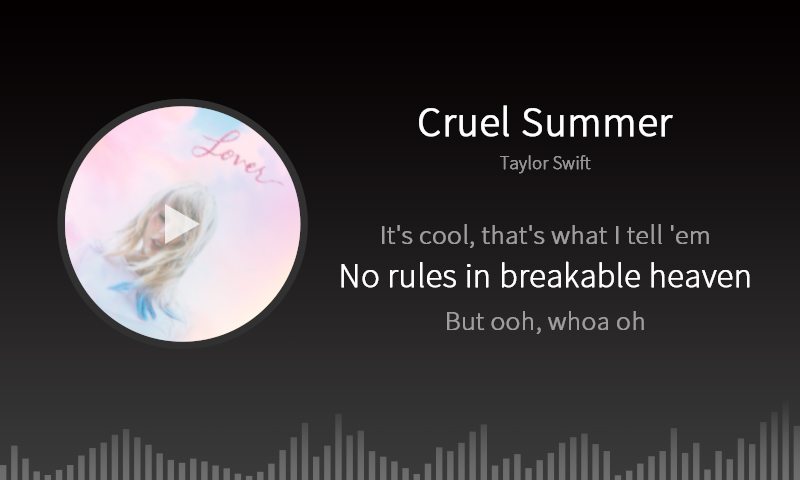 Lover
Cruel Summer
Taylor Swift
It's cool, that's what I tell 'em
No rules in breakable heaven
But ooh, whoa oh